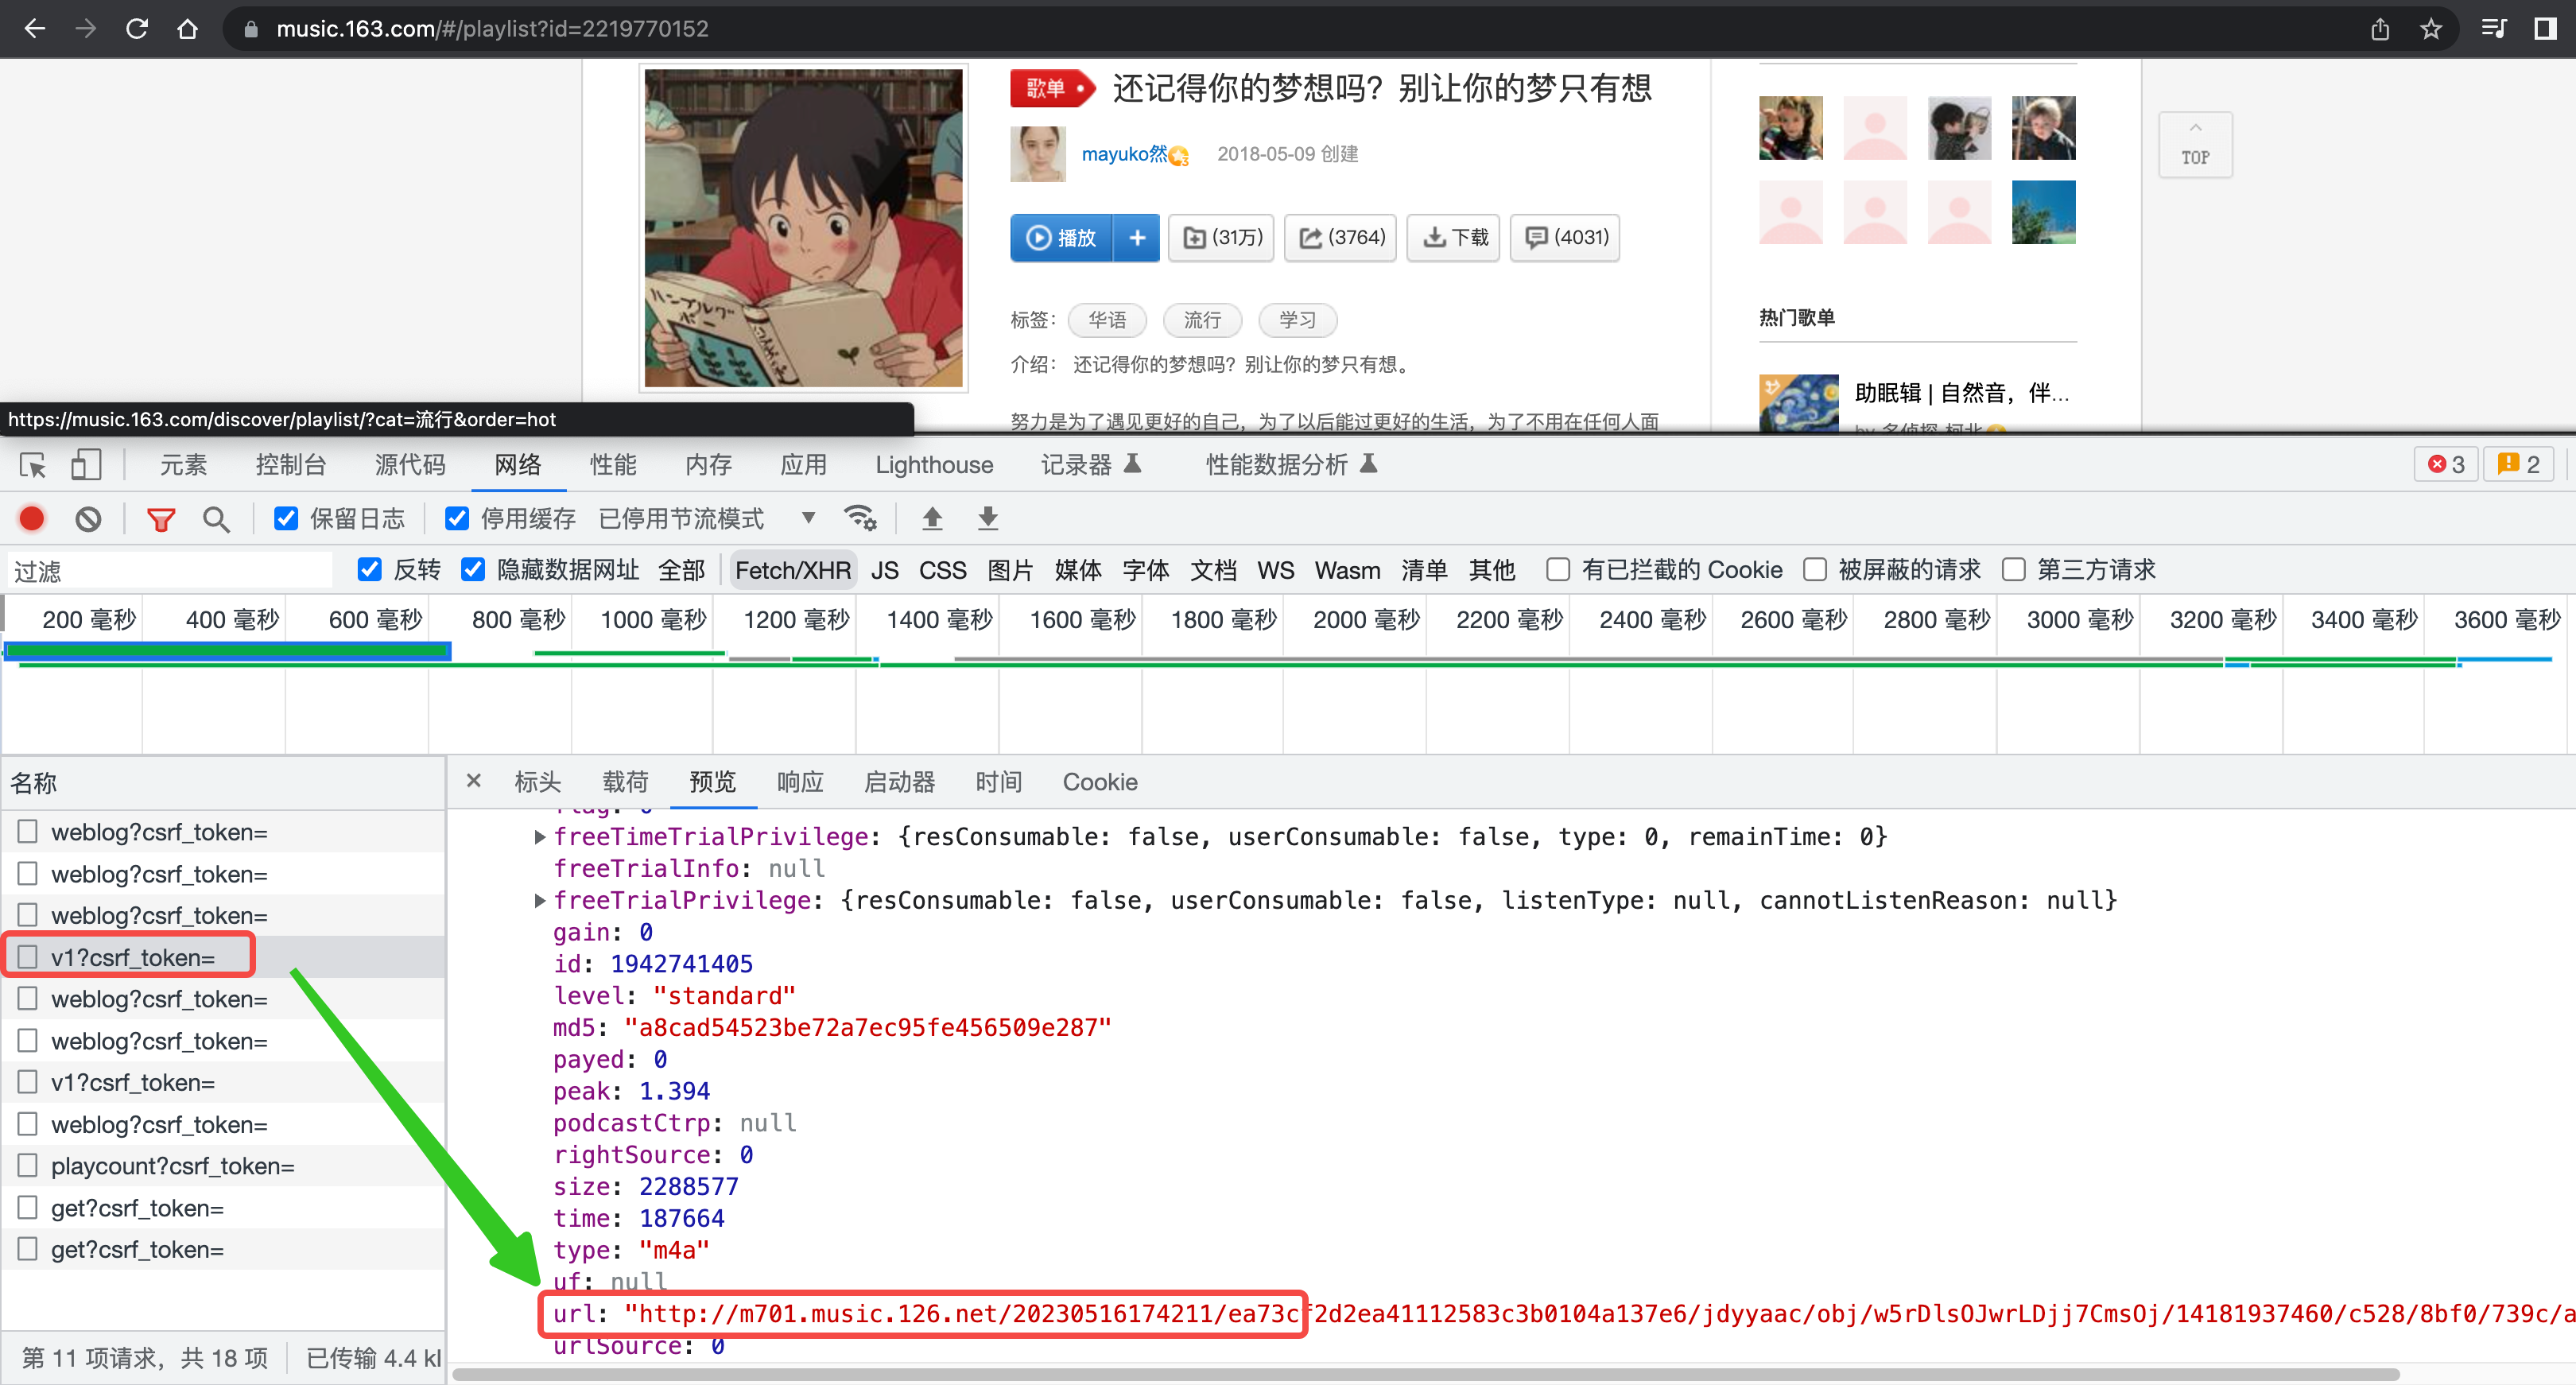 music.163.com/#/playlist?id=2219770152
歌单
还记得你的梦想吗？别让你的梦只有想
mayuko然
2018-05-09 创建
播放
(31万)
(3764)
下载
(4031)
标签：
华语
流行
学习
介绍： 还记得你的梦想吗？别让你的梦只有想。
努力是为了遇见更好的自己，为了以后能过更好的生活，为了不用在任何人面
TOP
热门歌单
助眠辑 | 自然音，伴...
https://music.163.com/discover/playlist/?cat=流行&order=hot
元素
控制台
源代码
网络
性能
内存
应用
Lighthouse
记录器
性能数据分析
3
2
保留日志
停用缓存
已停用节流模式
过滤
反转
隐藏数据网址
全部
Fetch/XHR
JS
CSS
图片
媒体
字体
文档
WS
Wasm
清单
其他
有已拦截的 Cookie
被屏蔽的请求
第三方请求
200 毫秒
400 毫秒
600 毫秒
800 毫秒
1000 毫秒
1200 毫秒
1400 毫秒
1600 毫秒
1800 毫秒
2000 毫秒
2200 毫秒
2400 毫秒
2600 毫秒
2800 毫秒
3000 毫秒
3200 毫秒
3400 毫秒
3600 毫秒
名称
weblog?csrf_token=
weblog?csrf_token=
weblog?csrf_token=
v1?csrf_token=
weblog?csrf_token=
weblog?csrf_token=
v1?csrf_token=
weblog?csrf_token=
playcount?csrf_token=
get?csrf_token=
get?csrf_token=
第 11 项请求，共 18 项
已传输 4.4 k
标头
载荷
预览
响应
启动器
时间
Cookie
flag: 0
freeTimeTrialPrivilege: {resConsumable: false, userConsumable: false, type: 0, remainTime: 0}
freeTrialInfo: null
freeTrialPrivilege: {resConsumable: false, userConsumable: false, listenType: null, cannotListenReason: null}
gain: 0
id: 1942741405
level: "standard"
md5: "a8cad54523be72a7ec95fe456509e287"
payed: 0
peak: 1.394
podcastCtrp: null
rightSource: 0
size: 2288577
time: 187664
type: "m4a"
uf: null
url: "http://m701.music.126.net/20230516174211/ea73cf2d2ea41112583c3b0104a137e6/jdyyaac/obj/w5rDlsOJwrLDjj7CmsOj/14181937460/c528/8bf0/739c/a
urlSource: 0